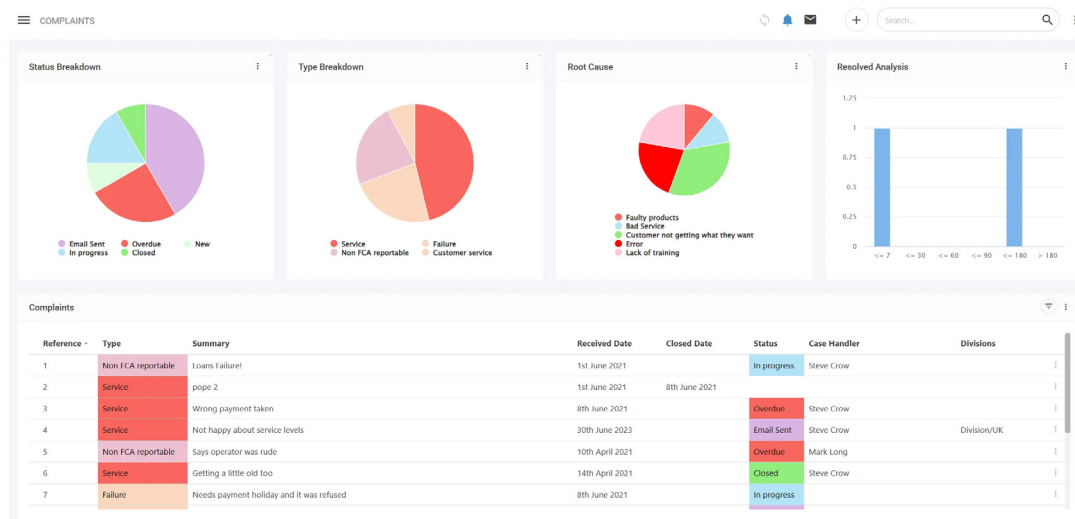 COMPLAINTS
Search..
Status Breakdown
Email Sent Overdue New
In progress Closed
Type Breakdown
Service Failure
Non FCA reportable Customer service
Root Cause
Faulty products
Bad Service
Customer not getting what they want
Error
Lack of training
Resolved Analysis
1.25
1
0.75
0.5
0.25
0
<= 7 <= 30 <= 60 <= 90 <= 180 > 180
Complaints
Reference Type Summary Received Date Closed Date Status Case Handler Divisions
1 Non FCA reportable Loans Failure! 1st June 2021 In progress Steve Crow
2 Service pope 2 1st June 2021 8th June 2021
3 Service Wrong payment taken 8th June 2021 Overdue Steve Crow
4 Service Not happy about service levels 30th June 2023 Email Sent Steve Crow Division/UK
5 Non FCA reportable Says operator was rude 10th April 2021 Overdue Mark Long
6 Service Getting a little old too 14th April 2021 Closed Steve Crow
7 Failure Needs payment holiday and it was refused 8th June 2021 In progress